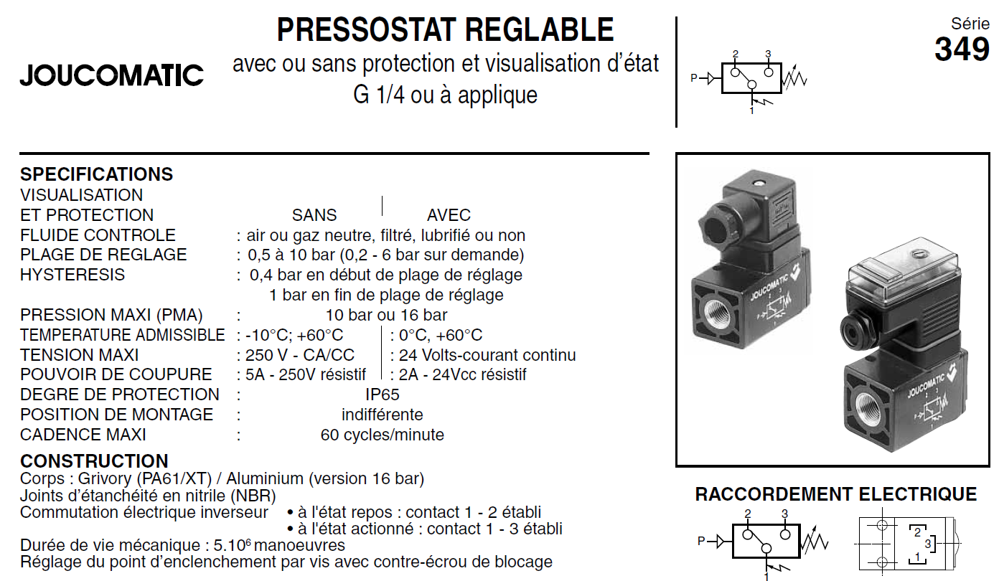 PRESSOSTAT REGLABLE
avec ou sans protection et visualisation d'état
G 1/4 ou à applique
JOUCOMATIC
Série
349
2 3
P
1
SPECIFICATIONS
VISUALISATION
ET PROTECTION SANS AVEC
FLUIDE CONTROLE : air ou gaz neutre, filtré, lubrifié ou non
PLAGE DE REGLAGE : 0,5 à 10 bar (0,2 - 6 bar sur demande)
HYSTERESIS : 0,4 bar en début de plage de réglage
1 bar en fin de plage de réglage
PRESSION MAXI (PMA) : 10 bar ou 16 bar
TEMPERATURE ADMISSIBLE : -10°C; +60°C : 0°C, +60°C
TENSION MAXI : 250 V - CA/CC : 24 Volts-courant continu
POUVOIR DE COUPURE : 5A - 250V résistif : 2A - 24Vcc résistif
DEGRE DE PROTECTION : IP65
POSITION DE MONTAGE : indifférente
CADENCE MAXI : 60 cycles/minute
CONSTRUCTION
Corps : Grivory (PA61/XT) / Aluminium (version 16 bar)
Joints d'étanchéité en nitrile (NBR)
Commutation électrique inverseur • à l'état repos : contact 1 - 2 établi
• à l'état actionné : contact 1 - 3 établi
Durée de vie mécanique : 5.10⁶ manoeuvres
Réglage du point d'enclenchement par vis avec contre-écrou de blocage
JOUCOMATIC
2 3
P
1
JOUCOMATIC
2 3
P
1
RACCORDEMENT ELECTRIQUE
2 3
P
1
2
3
1